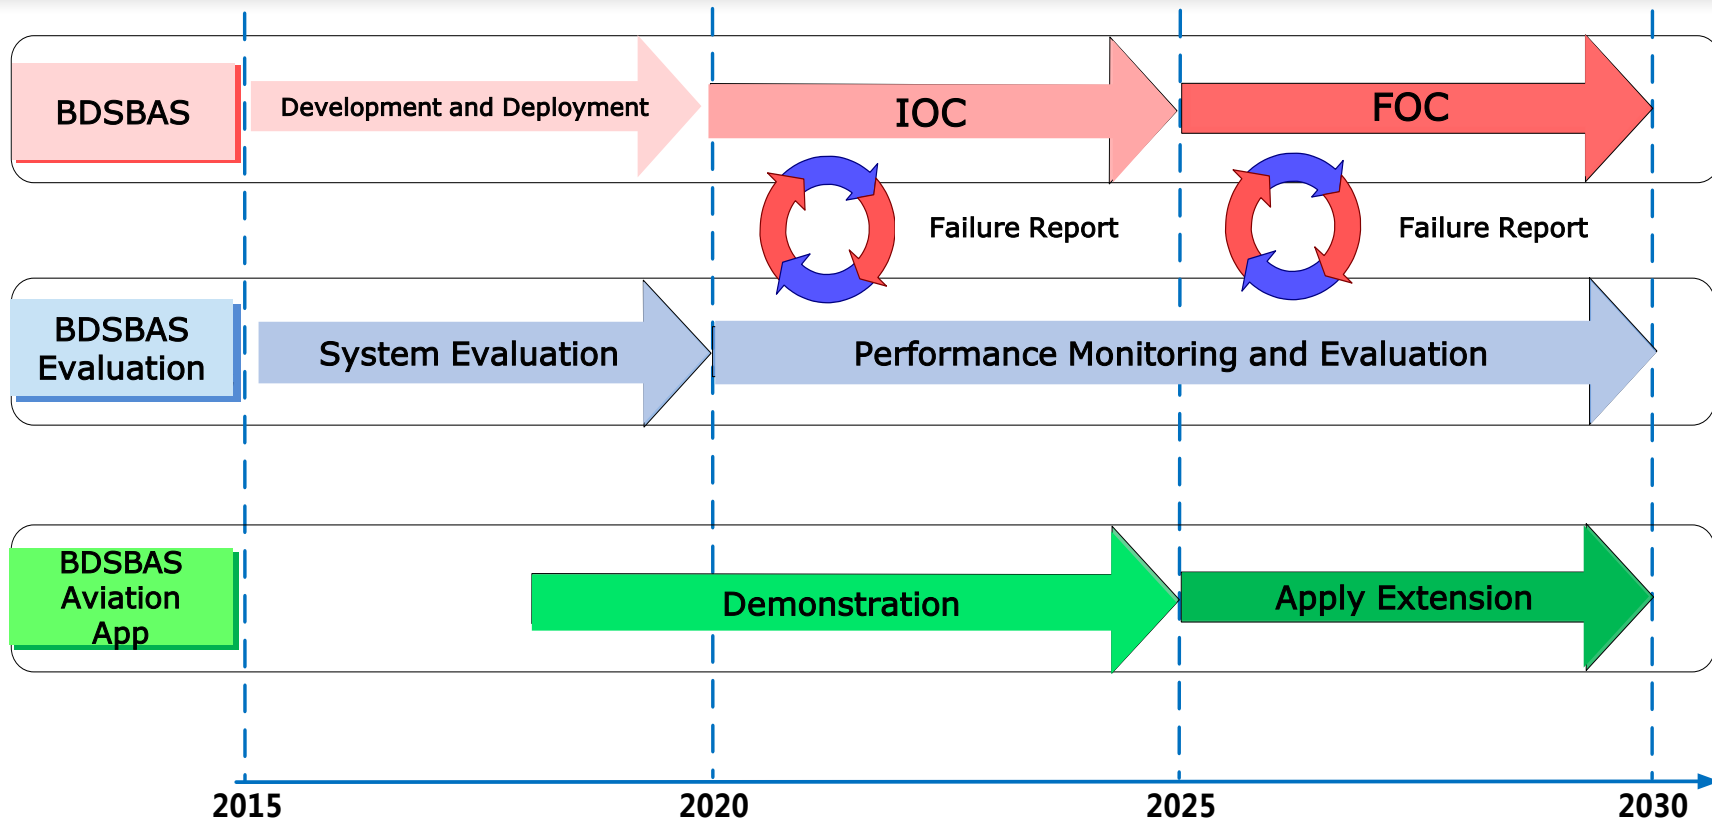 BDSBAS
Development and Deployment
IOC
FOC
Failure Report
Failure Report
BDSBAS
Evaluation
System Evaluation
Performance Monitoring and Evaluation
BDSBAS
Aviation
App
Demonstration
Apply Extension
2015
2020
2025
2030